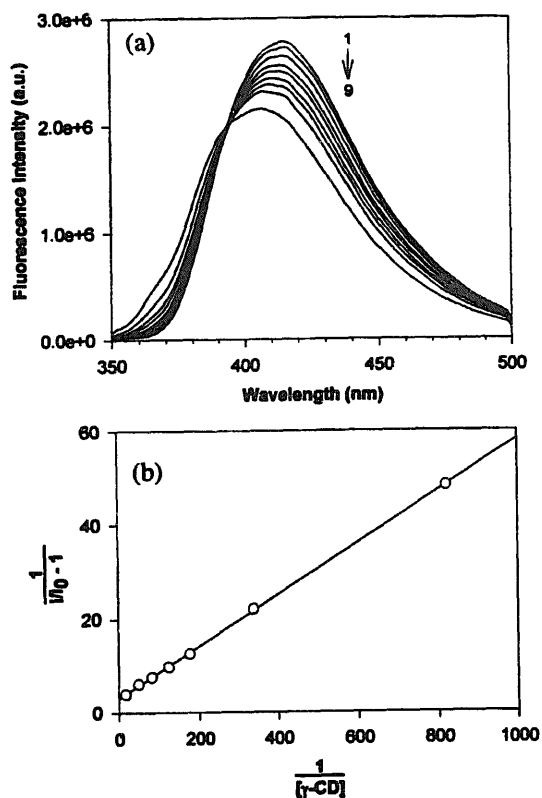 (a)
1
9
3.0e+6
2.0e+6
1.0e+6
0.0e+0
Fluorescence Intensity (a.u.)
350
400
450
500
Wavelength (nm)
(b)
60
40
20
0
1
I/I0 - 1
0
200
400
600
800
1000
1
[γ-CD]